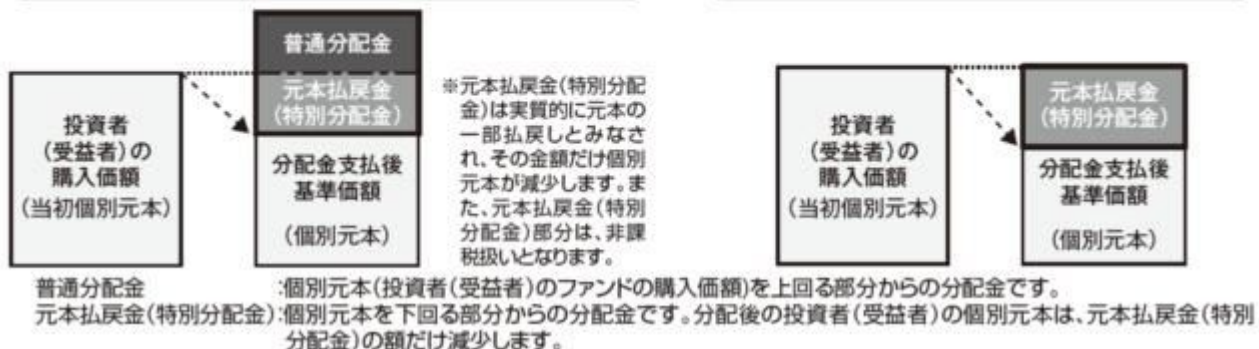 普通分配金
元本払戻金
(特別分配金)
投資者
(受益者)の
購入価額
(当初個別元本)
分配金支払後
基準価額
(個別元本)
※元本払戻金(特別分配
金)は実質的に元本の
一部払戻しとみなさ
れ、その金額だけ個別
元本が減少します。ま
た、元本払戻金(特別
分配金)部分は、非課
税扱いとなります。
投資者
(受益者)の
購入価額
(当初個別元本)
元本払戻金
(特別分配金)
分配金支払後
基準価額
(個別元本)
普通分配金 :個別元本(投資者(受益者)のファンドの購入価額)を上回る部分からの分配金です。
元本払戻金(特別分配金):個別元本を下回る部分からの分配金です。分配後の投資者(受益者)の個別元本は、元本払戻金(特別
分配金)の額だけ減少します。